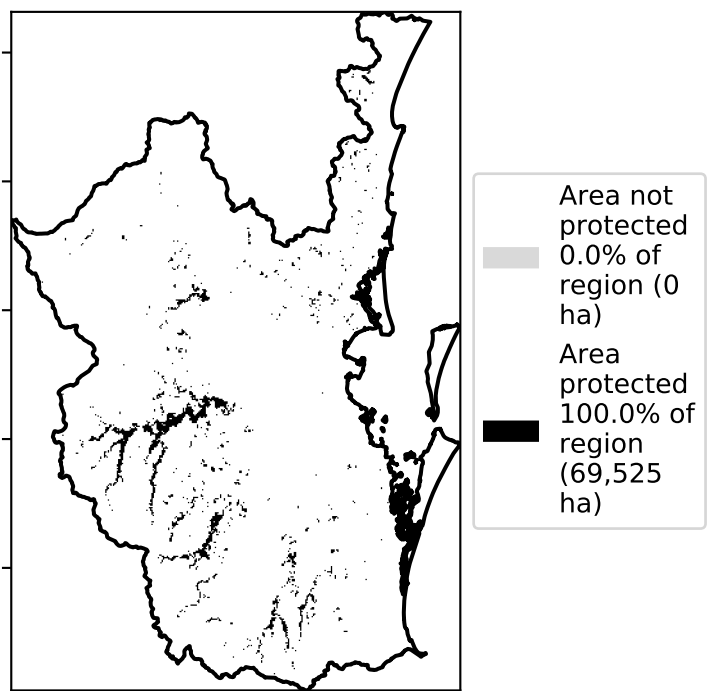 Area not
protected
0.0% of
region (0
ha)
Area
protected
100.0% of
region
(69,525
ha)